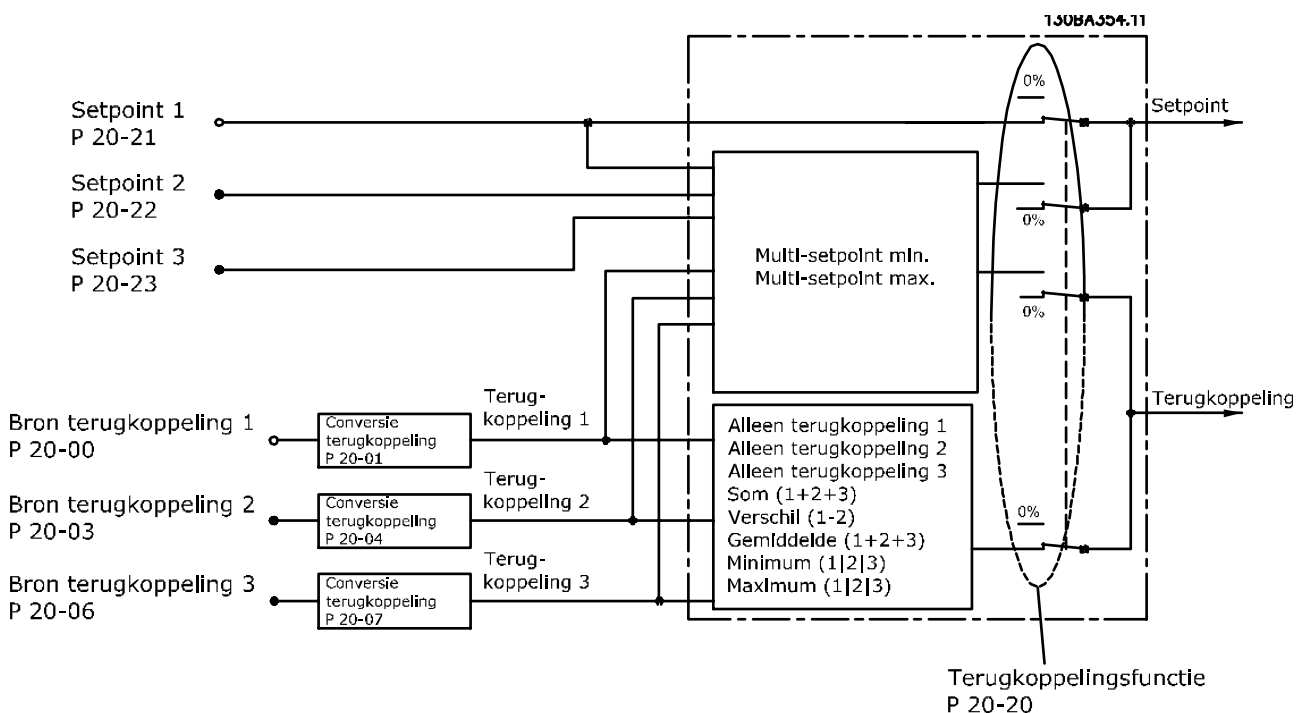 130BA354.11
0%
Setpoint 1
P 20-21
Setpoint
Setpoint 2
P 20-22
0%
Setpoint 3
P 20-23
Multi-setpoint min.
Multi-setpoint max.
0%
Bron terugkoppeling 1
P 20-00
Conversie
terugkoppeling
P 20-01
Terug-
koppeling 1
Terugkoppeling
Bron terugkoppeling 2
P 20-03
Conversie
terugkoppeling
P 20-04
Terug-
koppeling 2
Bron terugkoppeling 3
P 20-06
Conversie
terugkoppeling
P 20-07
Terug-
koppeling 3
Alleen terugkoppeling 1
Alleen terugkoppeling 2
Alleen terugkoppeling 3
Som (1+2+3)
Verschil (1-2)
Gemiddelde (1+2+3)
Minimum (1|2|3)
Maximum (1|2|3)
0%
Terugkoppelingsfunctie
P 20-20